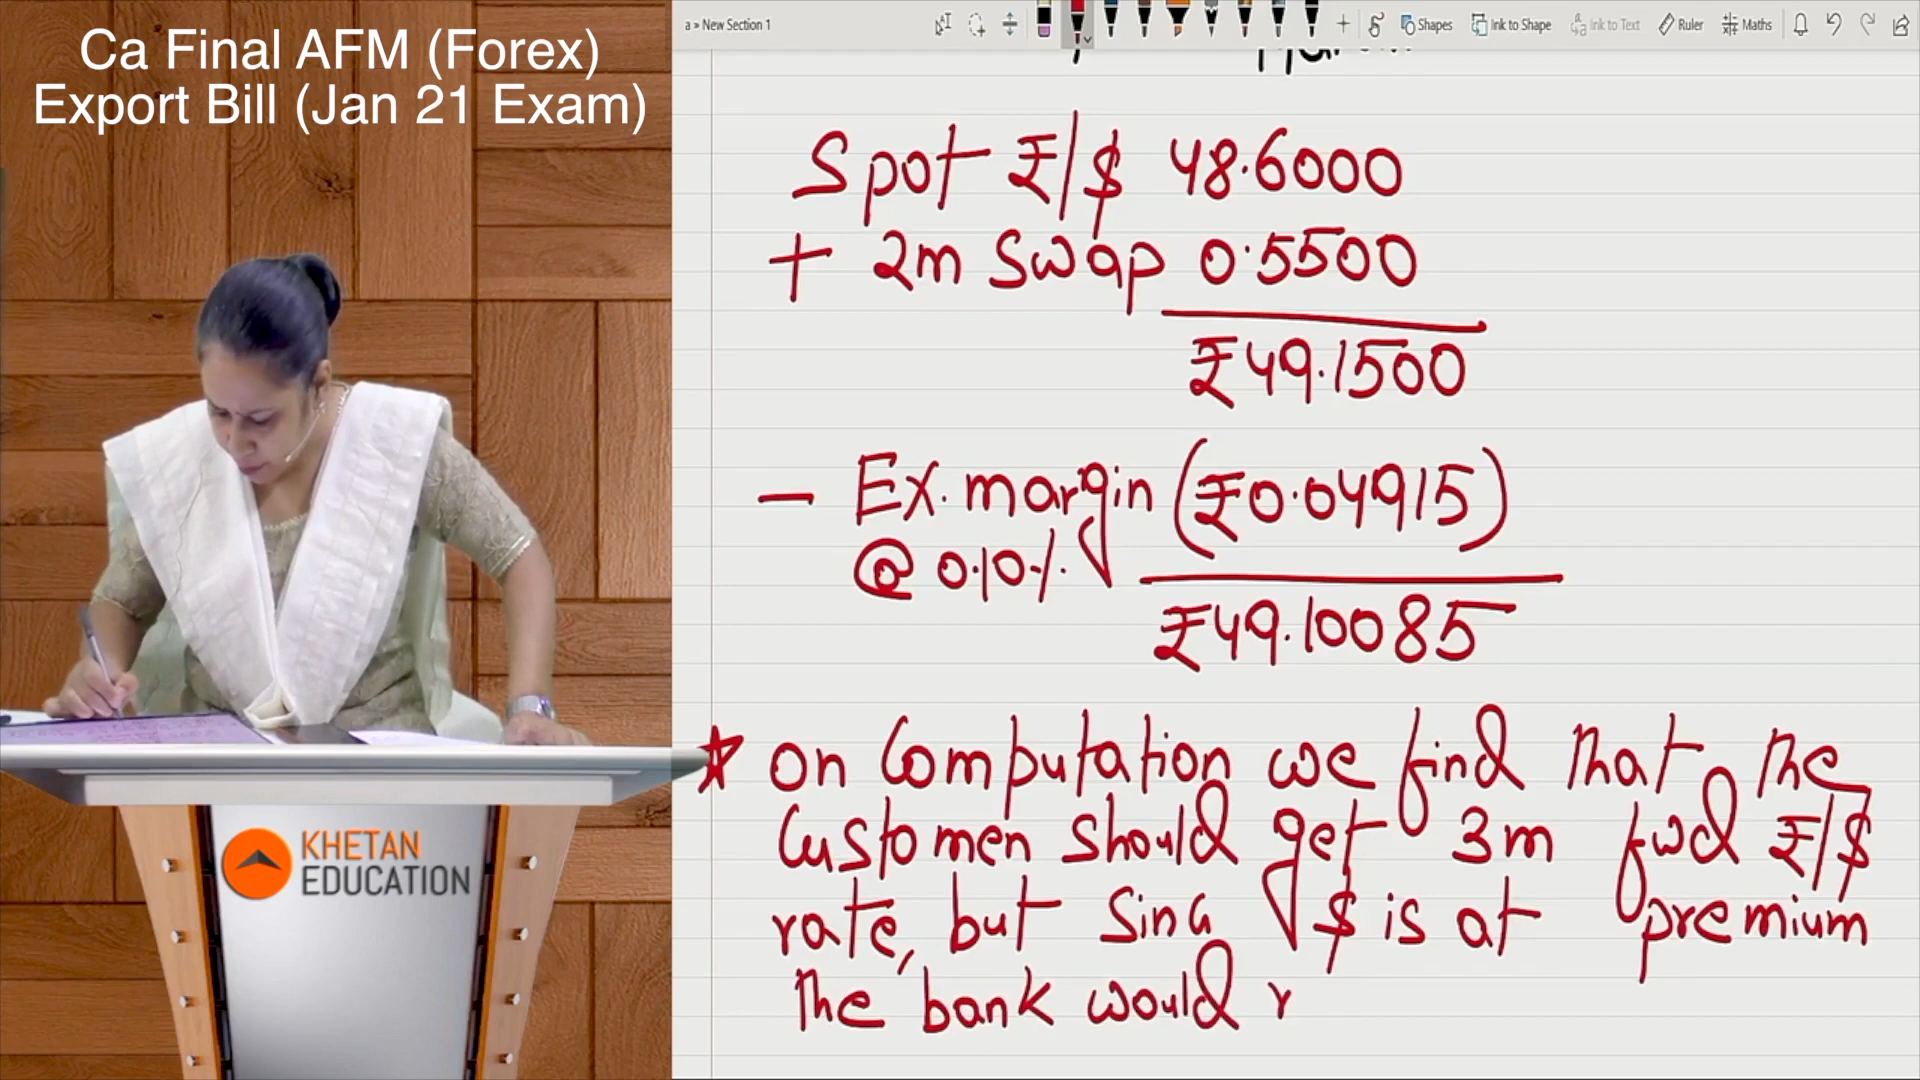 Ca Final AFM (Forex)
Export Bill (Jan 21 Exam)
KHETAN
EDUCATION
a » New Section 1
Shapes
Ink to Shape
Ink to Text
Ruler
Maths
Spot ₹/$ 48.6000
+ 2m Swap 0.5500
₹49.1500
- Ex. margin (₹0.04915)
@ 0.10%
₹49.10085
★ on Computation we find that the
Customer should get 3m fwd ₹/$
rate, but Since $ is at premium
the bank would r